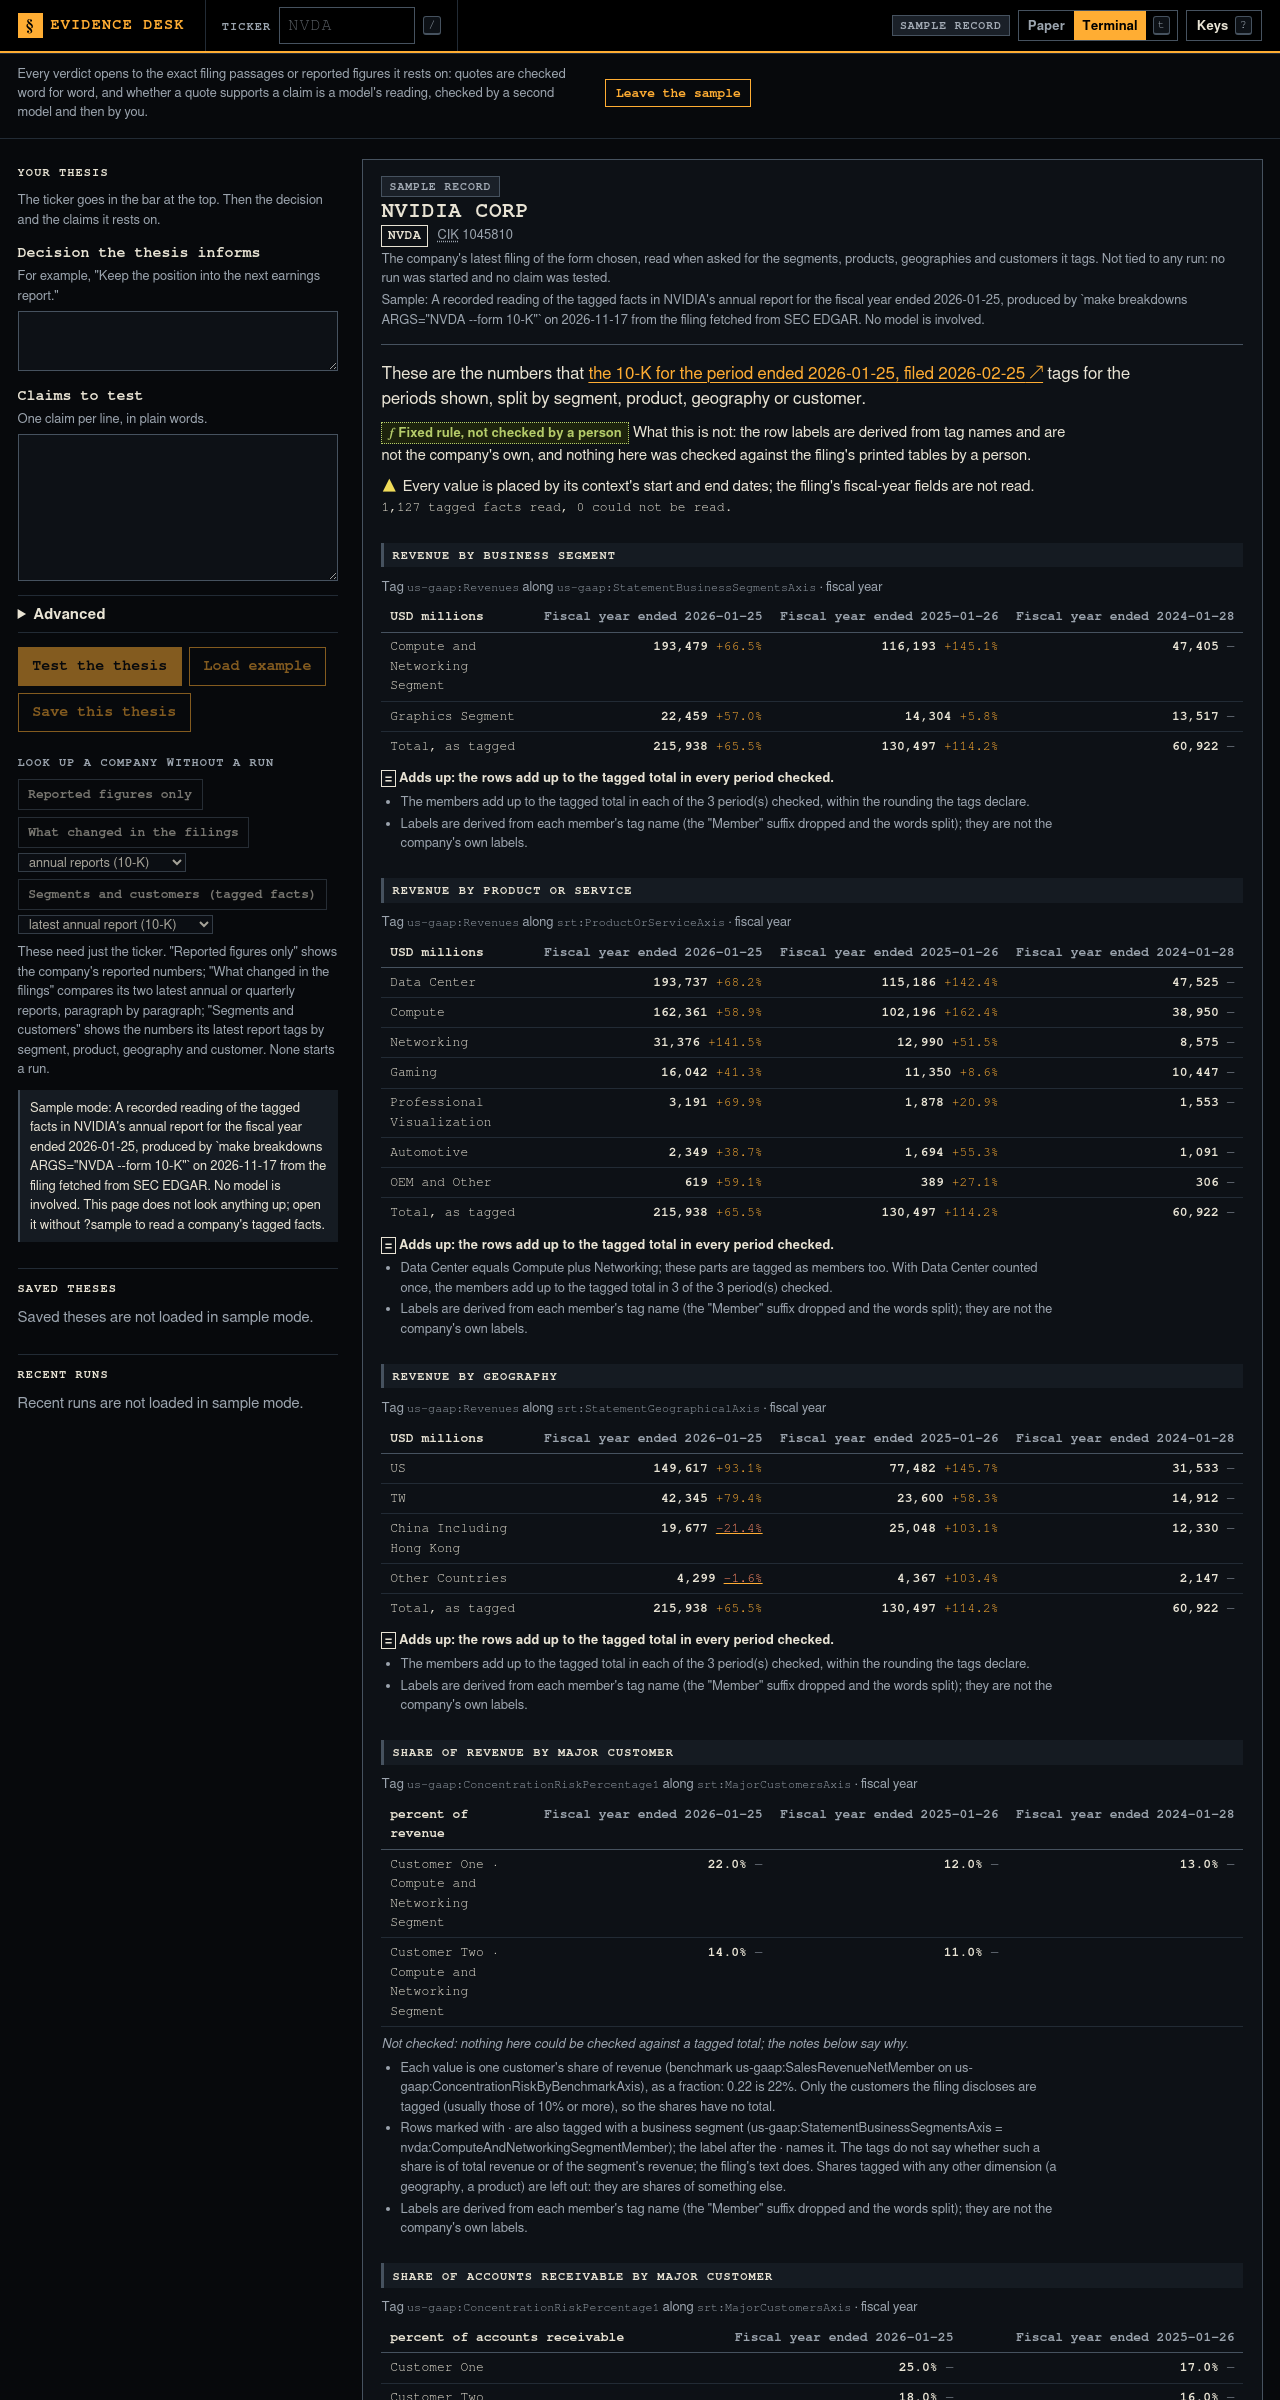 § EVIDENCE DESK TICKER NVDA / SAMPLE RECORD Paper Terminal t Keys ?
Every verdict opens to the exact filing passages or reported figures it rests on: quotes are checked
word for word, and whether a quote supports a claim is a model's reading, checked by a second
model and then by you.
Leave the sample
YOUR THESIS
The ticker goes in the bar at the top. Then the decision
and the claims it rests on.
Decision the thesis informs
For example, "Keep the position into the next earnings
report."
Claims to test
One claim per line, in plain words.
▶ Advanced
Test the thesis Load example
Save this thesis
LOOK UP A COMPANY WITHOUT A RUN
Reported figures only
What changed in the filings
annual reports (10-K)
Segments and customers (tagged facts)
latest annual report (10-K)
These need just the ticker. "Reported figures only" shows
the company's reported numbers; "What changed in the
filings" compares its two latest annual or quarterly
reports, paragraph by paragraph; "Segments and
customers" shows the numbers its latest report tags by
segment, product, geography and customer. None starts
a run.
Sample mode: A recorded reading of the tagged
facts in NVIDIA's annual report for the fiscal year
ended 2026-01-25, produced by `make breakdowns
ARGS="NVDA --form 10-K"` on 2026-11-17 from the
filing fetched from SEC EDGAR. No model is
involved. This page does not look anything up; open
it without ?sample to read a company's tagged facts.
SAVED THESES
Saved theses are not loaded in sample mode.
RECENT RUNS
Recent runs are not loaded in sample mode.
SAMPLE RECORD
NVIDIA CORP
NVDA CIK 1045810
The company's latest filing of the form chosen, read when asked for the segments, products, geographies and customers it tags. Not tied to any run: no
run was started and no claim was tested.
Sample: A recorded reading of the tagged facts in NVIDIA's annual report for the fiscal year ended 2026-01-25, produced by `make breakdowns
ARGS="NVDA --form 10-K"` on 2026-11-17 from the filing fetched from SEC EDGAR. No model is involved.
These are the numbers that the 10-K for the period ended 2026-01-25, filed 2026-02-25 ↗ tags for the
periods shown, split by segment, product, geography or customer.
ƒ Fixed rule, not checked by a person What this is not: the row labels are derived from tag names and are
not the company's own, and nothing here was checked against the filing's printed tables by a person.
▲ Every value is placed by its context's start and end dates; the filing's fiscal-year fields are not read.
1,127 tagged facts read, 0 could not be read.
REVENUE BY BUSINESS SEGMENT
Tag us-gaap:Revenues along us-gaap:StatementBusinessSegmentsAxis · fiscal year
USD millions Fiscal year ended 2026-01-25 Fiscal year ended 2025-01-26 Fiscal year ended 2024-01-28
Compute and 193,479 +66.5% 116,193 +145.1% 47,405 —
Networking
Segment
Graphics Segment 22,459 +57.0% 14,304 +5.8% 13,517 —
Total, as tagged 215,938 +65.5% 130,497 +114.2% 60,922 —
= Adds up: the rows add up to the tagged total in every period checked.
• The members add up to the tagged total in each of the 3 period(s) checked, within the rounding the tags declare.
• Labels are derived from each member's tag name (the "Member" suffix dropped and the words split); they are not the
company's own labels.
REVENUE BY PRODUCT OR SERVICE
Tag us-gaap:Revenues along srt:ProductOrServiceAxis · fiscal year
USD millions Fiscal year ended 2026-01-25 Fiscal year ended 2025-01-26 Fiscal year ended 2024-01-28
Data Center 193,737 +68.2% 115,186 +142.4% 47,525 —
Compute 162,361 +58.9% 102,196 +162.4% 38,950 —
Networking 31,376 +141.5% 12,990 +51.5% 8,575 —
Gaming 16,042 +41.3% 11,350 +8.6% 10,447 —
Professional 3,191 +69.9% 1,878 +20.9% 1,553 —
Visualization
Automotive 2,349 +38.7% 1,694 +55.3% 1,091 —
OEM and Other 619 +59.1% 389 +27.1% 306 —
Total, as tagged 215,938 +65.5% 130,497 +114.2% 60,922 —
= Adds up: the rows add up to the tagged total in every period checked.
• Data Center equals Compute plus Networking; these parts are tagged as members too. With Data Center counted
once, the members add up to the tagged total in 3 of the 3 period(s) checked.
• Labels are derived from each member's tag name (the "Member" suffix dropped and the words split); they are not the
company's own labels.
REVENUE BY GEOGRAPHY
Tag us-gaap:Revenues along srt:StatementGeographicalAxis · fiscal year
USD millions Fiscal year ended 2026-01-25 Fiscal year ended 2025-01-26 Fiscal year ended 2024-01-28
US 149,617 +93.1% 77,482 +145.7% 31,533 —
TW 42,345 +79.4% 23,600 +58.3% 14,912 —
China Including 19,677 −21.4% 25,048 +103.1% 12,330 —
Hong Kong
Other Countries 4,299 −1.6% 4,367 +103.4% 2,147 —
Total, as tagged 215,938 +65.5% 130,497 +114.2% 60,922 —
= Adds up: the rows add up to the tagged total in every period checked.
• The members add up to the tagged total in each of the 3 period(s) checked, within the rounding the tags declare.
• Labels are derived from each member's tag name (the "Member" suffix dropped and the words split); they are not the
company's own labels.
SHARE OF REVENUE BY MAJOR CUSTOMER
Tag us-gaap:ConcentrationRiskPercentage1 along srt:MajorCustomersAxis · fiscal year
percent of Fiscal year ended 2026-01-25 Fiscal year ended 2025-01-26 Fiscal year ended 2024-01-28
revenue
Customer One · 22.0% — 12.0% — 13.0% —
Compute and
Networking
Segment
Customer Two · 14.0% — 11.0% —
Compute and
Networking
Segment
Not checked: nothing here could be checked against a tagged total; the notes below say why.
• Each value is one customer's share of revenue (benchmark us-gaap:SalesRevenueNetMember on us-
gaap:ConcentrationRiskByBenchmarkAxis), as a fraction: 0.22 is 22%. Only the customers the filing discloses are
tagged (usually those of 10% or more), so the shares have no total.
• Rows marked with · are also tagged with a business segment (us-gaap:StatementBusinessSegmentsAxis =
nvda:ComputeAndNetworkingSegmentMember); the label after the · names it. The tags do not say whether such a
share is of total revenue or of the segment's revenue; the filing's text does. Shares tagged with any other dimension (a
geography, a product) are left out: they are shares of something else.
• Labels are derived from each member's tag name (the "Member" suffix dropped and the words split); they are not the
company's own labels.
SHARE OF ACCOUNTS RECEIVABLE BY MAJOR CUSTOMER
Tag us-gaap:ConcentrationRiskPercentage1 along srt:MajorCustomersAxis · fiscal year
percent of accounts receivable Fiscal year ended 2026-01-25 Fiscal year ended 2025-01-26
Customer One 25.0% — 17.0% —
Customer Two 18.0% — 16.0% —